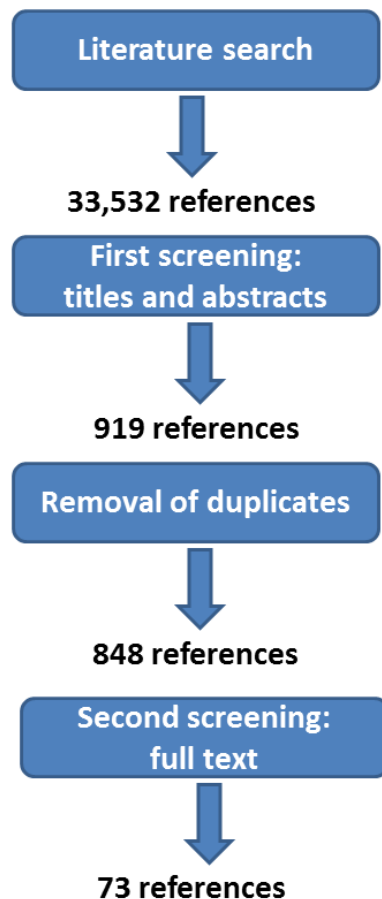 Literature search
33,532 references
First screening:
titles and abstracts
919 references
Removal of duplicates
848 references
Second screening:
full text
73 references